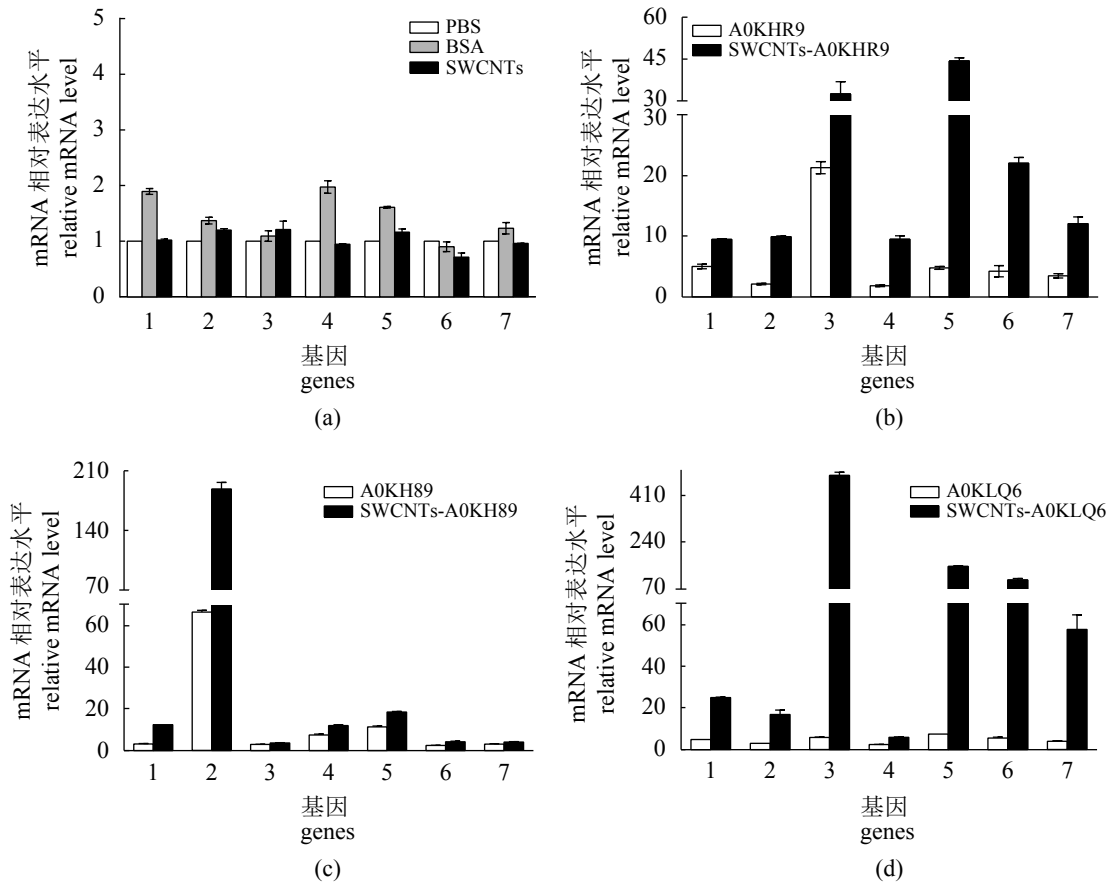 PBS
BSA
SWCNTs
mRNA 相对表达水平
relative mRNA level
5
4
3
2
1
0
1 2 3 4 5 6 7
基因
genes
(a)
A0KHR9
SWCNTs-A0KHR9
mRNA 相对表达水平
relative mRNA level
60
45
30
30
20
10
0
1 2 3 4 5 6 7
基因
genes
(b)
A0KH89
SWCNTs-A0KH89
mRNA 相对表达水平
relative mRNA level
210
140
70
60
40
20
0
1 2 3 4 5 6 7
基因
genes
(c)
A0KLQ6
SWCNTs-A0KLQ6
mRNA 相对表达水平
relative mRNA level
410
240
70
60
40
20
0
1 2 3 4 5 6 7
基因
genes
(d)